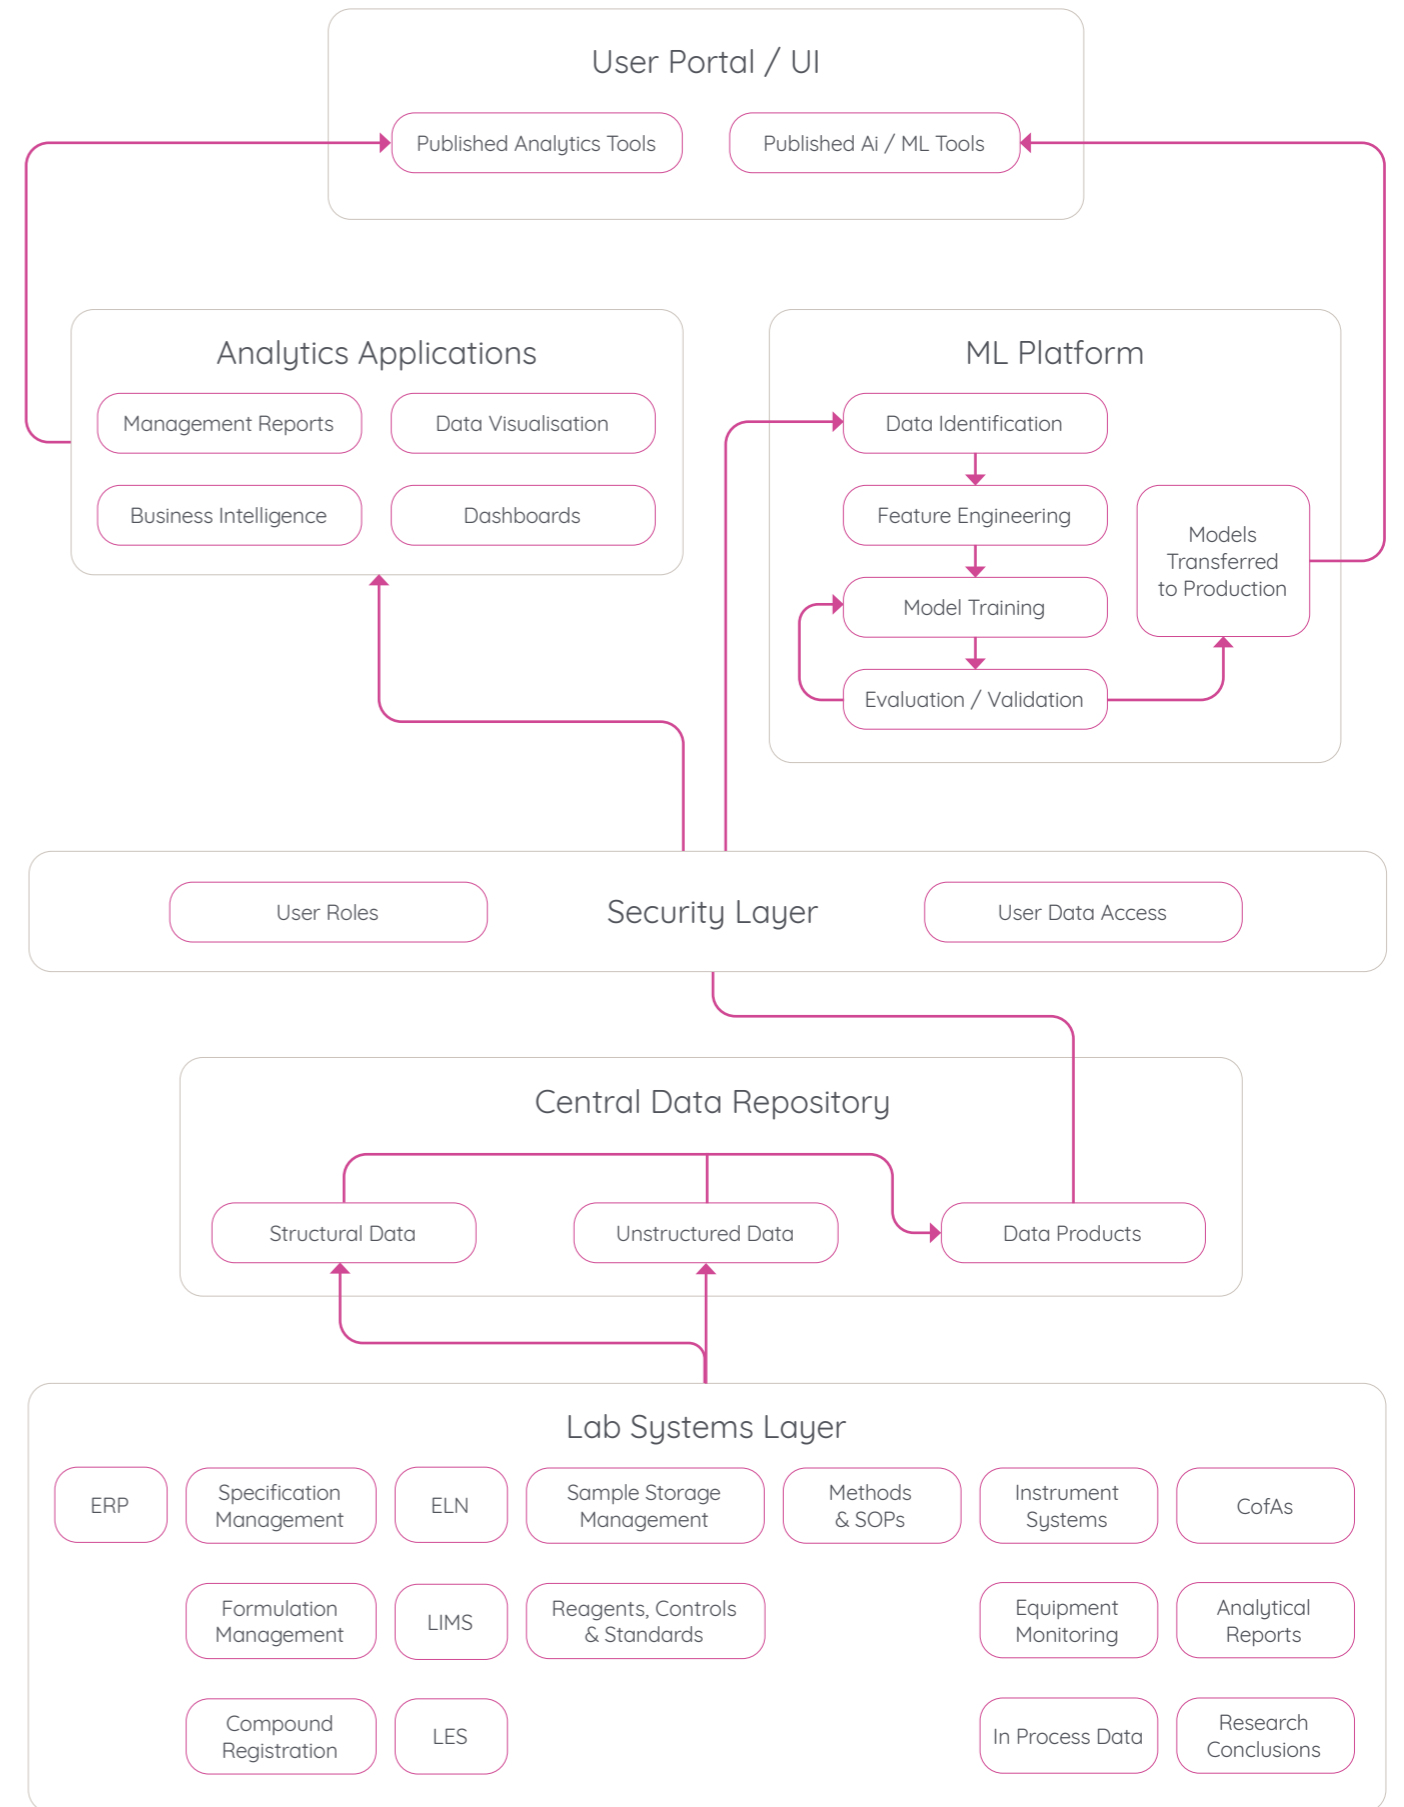 User Portal / UI
Published Analytics Tools
Published Ai / ML Tools
Analytics Applications
Management Reports
Data Visualisation
Business Intelligence
Dashboards
ML Platform
Data Identification
Feature Engineering
Model Training
Evaluation / Validation
Models
Transferred
to Production
User Roles
Security Layer
User Data Access
Central Data Repository
Structural Data
Unstructured Data
Data Products
Lab Systems Layer
ERP
Specification
Management
ELN
Sample Storage
Management
Methods
& SOPs
Instrument
Systems
CofAs
Formulation
Management
LIMS
Reagents, Controls
& Standards
Equipment
Monitoring
Analytical
Reports
Compound
Registration
LES
In Process Data
Research
Conclusions